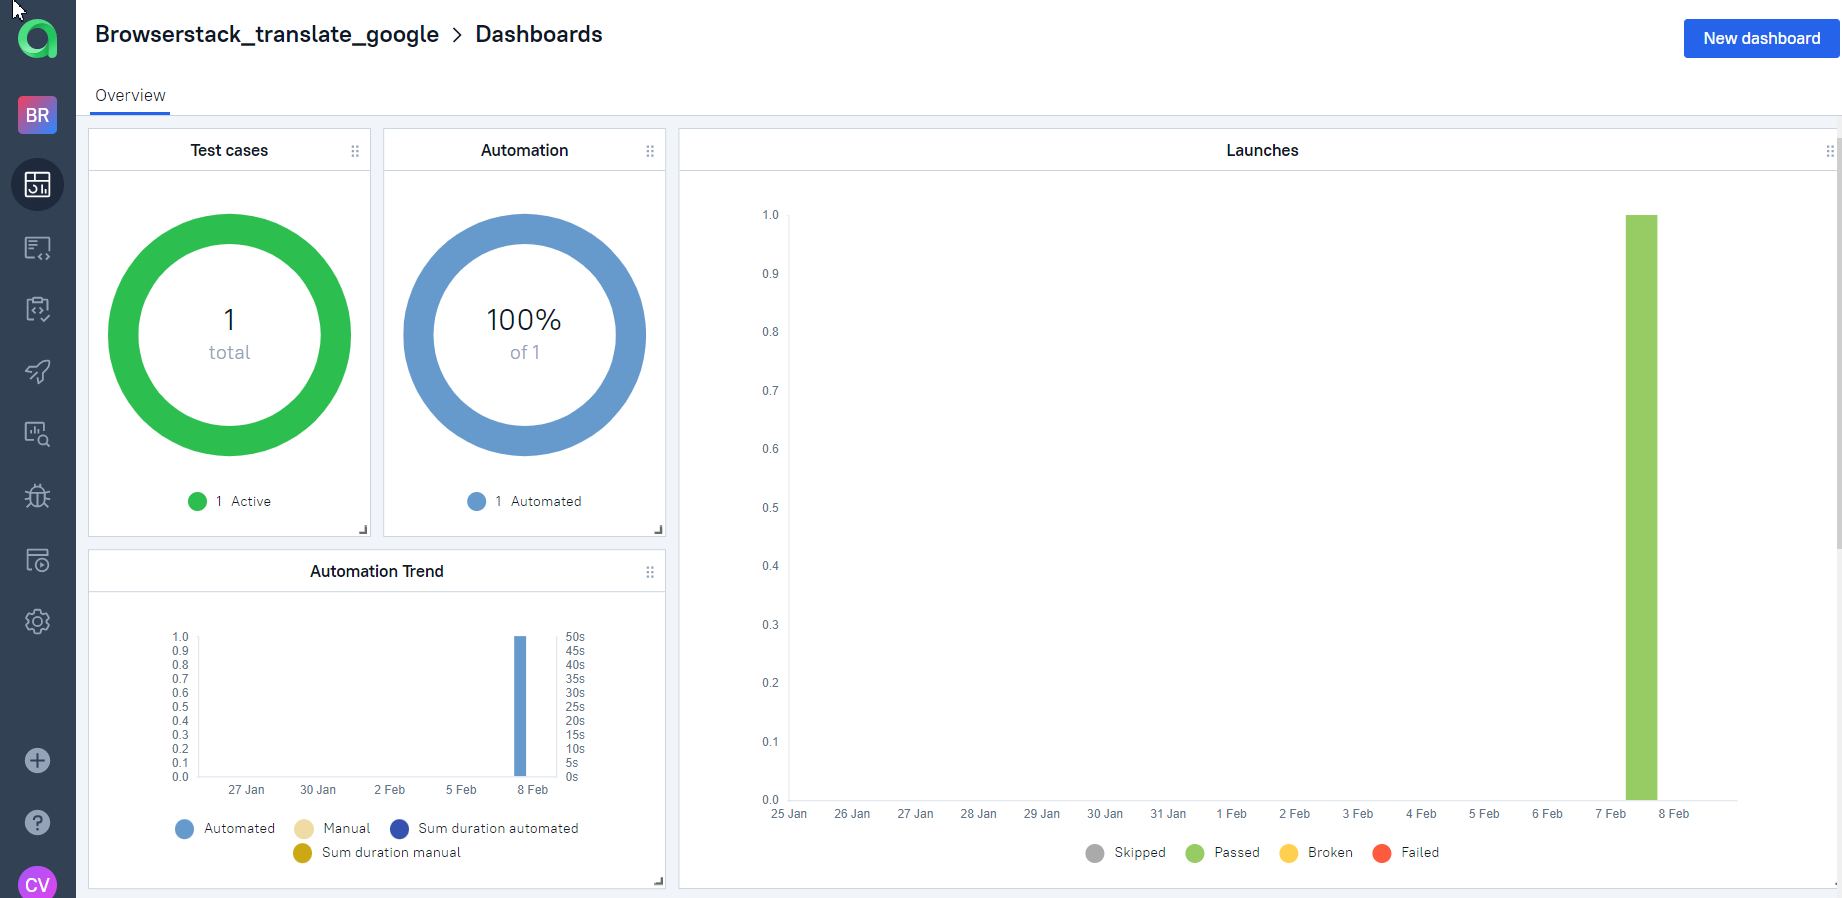 Browserstack_translate_google > Dashboards
New dashboard
Overview
BR
Test cases
1
total
1 Active
Automation
100%
of 1
1 Automated
Automation Trend
1.0
0.9
0.8
0.7
0.6
0.5
0.4
0.3
0.2
0.1
0.0
50s
45s
40s
35s
30s
25s
20s
15s
10s
5s
0s
27 Jan 30 Jan 2 Feb 5 Feb 8 Feb
Automated Manual Sum duration automated
Sum duration manual
Launches
1.0
0.9
0.8
0.7
0.6
0.5
0.4
0.3
0.2
0.1
0.0
25 Jan 26 Jan 27 Jan 28 Jan 29 Jan 30 Jan 31 Jan 1 Feb 2 Feb 3 Feb 4 Feb 5 Feb 6 Feb 7 Feb 8 Feb
Skipped Passed Broken Failed
CV